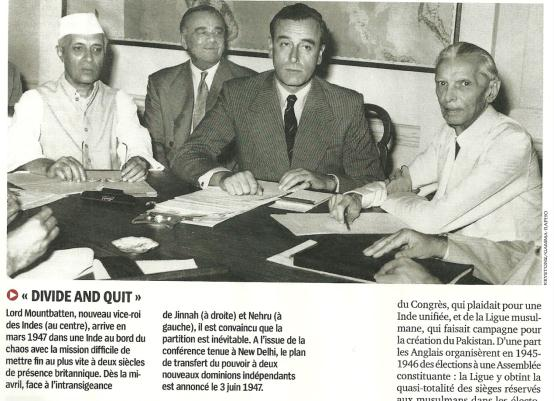 « DIVIDE AND QUIT »
Lord Mountbatten, nouveau vice-roi
des Indes (au centre), arrive en
mars 1947 dans une Inde au bord du
chaos avec la mission difficile de
mettre fin au plus vite à deux siècles
de présence britannique. Dès la mi-
avril, face à l'intransigeance
de Jinnah (à droite) et Nehru (à
gauche), il est convaincu que la
partition est inévitable. A l'issue de la
conférence tenue à New Delhi, le plan
de transfert du pouvoir à deux
nouveaux dominions indépendants
est annoncé le 3 juin 1947.
KEYSTONE/GAMMA-RAPHO
du Congrès, qui plaidait pour une
Inde unifiée, et de la Ligue musul-
mane, qui faisait campagne pour
la création du Pakistan. D'une part
les Anglais organisèrent en 1945-
1946 des élections à une Assemblée
constituante : la Ligue y obtint la
quasi-totalité des sièges réservés
aux musulmans dans les électo-